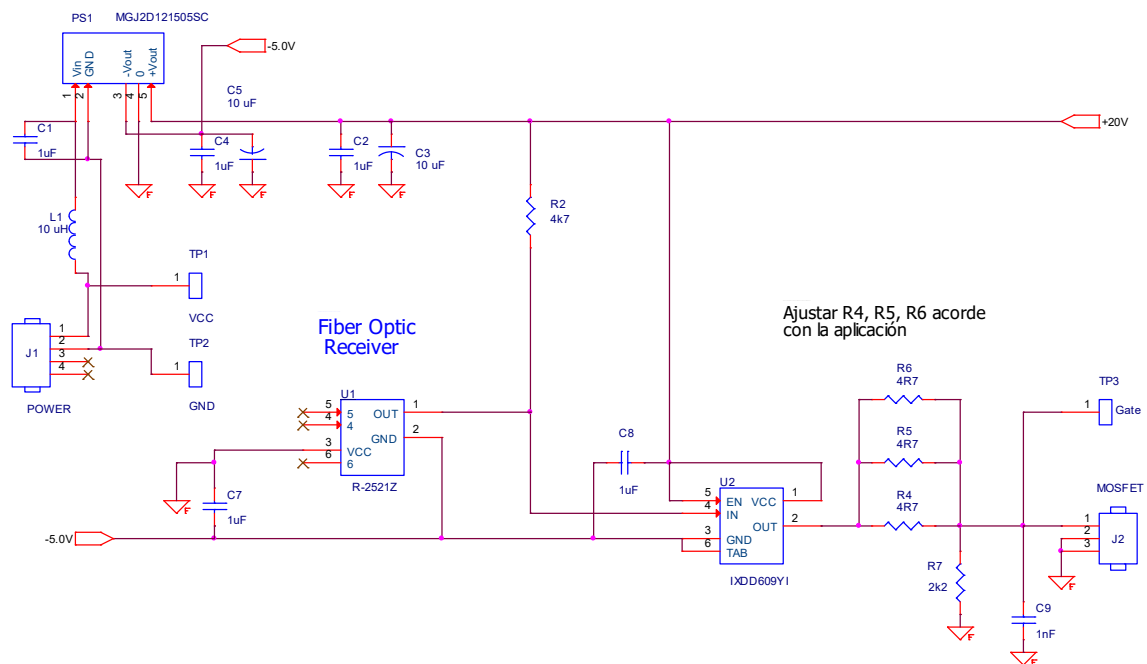 PS1 MGJ2D121505SC
-5.0V
Vin
GND
-Vout
0
+Vout
1
2
3
4
5
C5
10 uF
+20V
C1
1uF
C4
1uF
C2
1uF
C3
10 uF
F
F
F
F
F
R2
4k7
L1
10 uH
TP1
1
VCC
TP2
1
GND
J1
1
2
3
4
POWER
Fiber Optic
Receiver
Ajustar R4, R5, R6 acorde
con la aplicación
U1
5
4
3
6
5
4
VCC
6
OUT
GND
1
2
R-2521Z
F
C7
1uF
-5.0V
C8
1uF
U2
5
4
3
6
EN
IN
GND
TAB
VCC
OUT
1
2
IXDD609YI
R6
4R7
R5
4R7
R4
4R7
TP3
1
Gate
MOSFET
1
2
3
J2
F
R7
2k2
F
C9
1nF
F